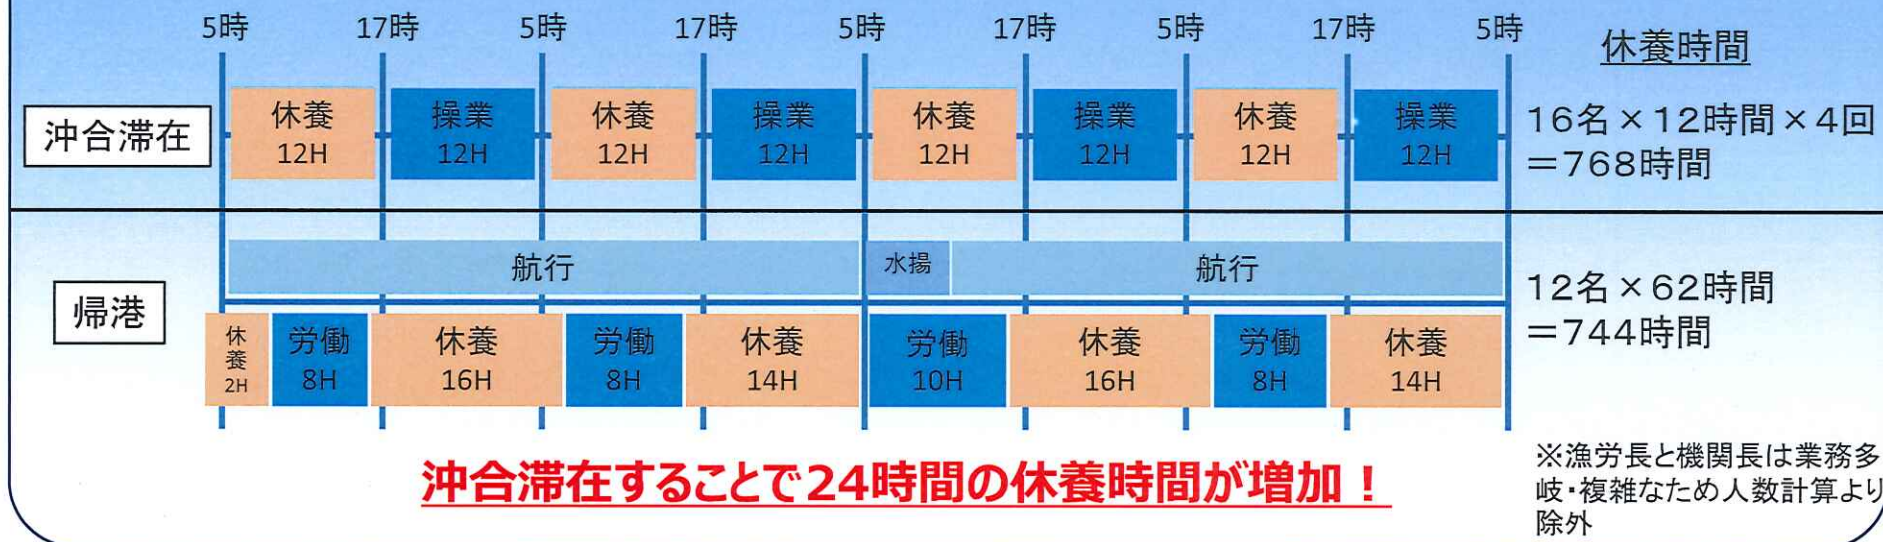 5時 17時 5時 17時 5時 17時 5時 17時 5時
休養時間
沖合滞在
休養
12H
操業
12H
休養
12H
操業
12H
休養
12H
操業
12H
休養
12H
操業
12H
16名×12時間×4回
＝768時間
帰港
航行
水揚
航行
休
養
2H
労働
8H
休養
16H
労働
8H
休養
14H
労働
10H
休養
16H
労働
8H
休養
14H
12名×62時間
＝744時間
沖合滞在することで24時間の休養時間が増加！
※漁労長と機関長は業務多
岐・複雑なため人数計算より
除外